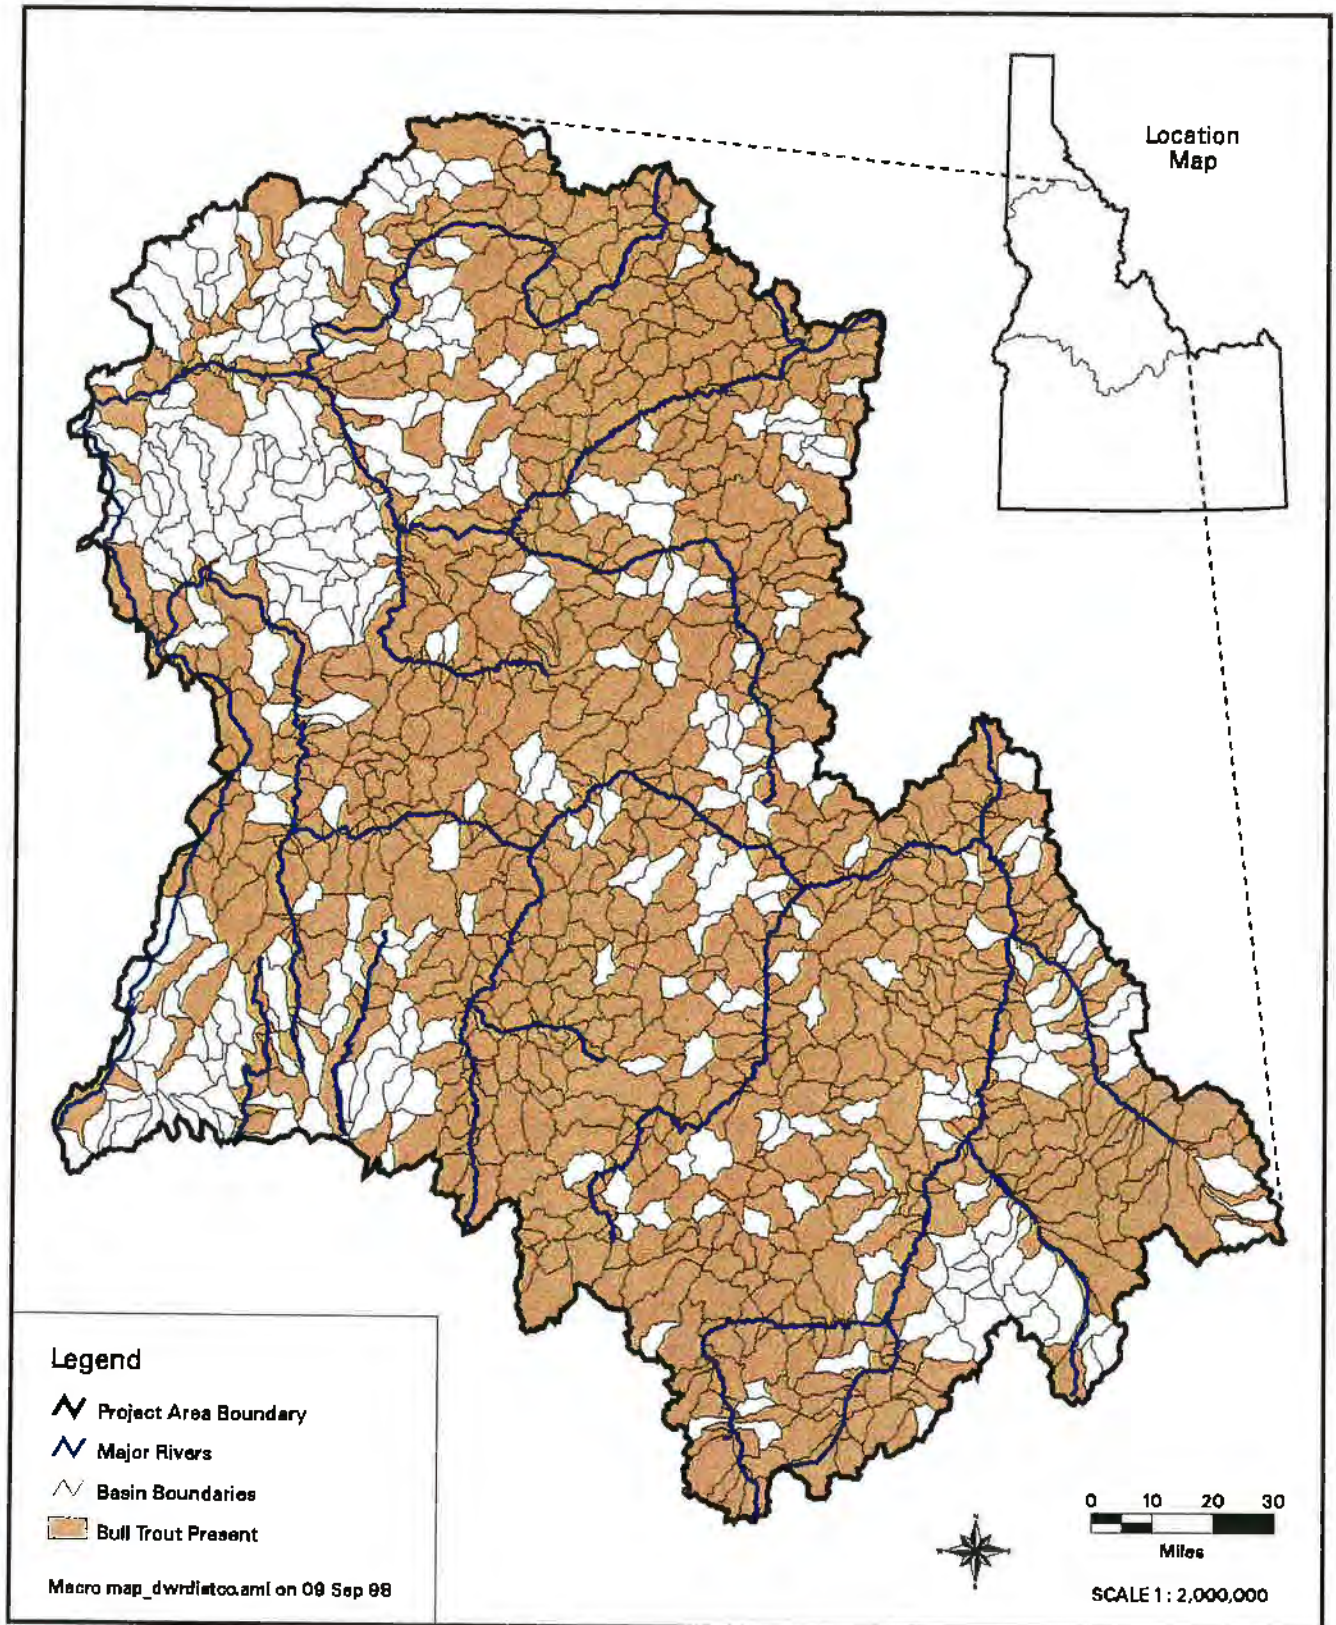 Location
Map
Legend
Project Area Boundary
Major Rivers
Basin Boundaries
Bull Trout Present
Macro map_dwrdistco.aml on 09 Sep 98
0 10 20 30
Miles
SCALE 1 : 2,000,000